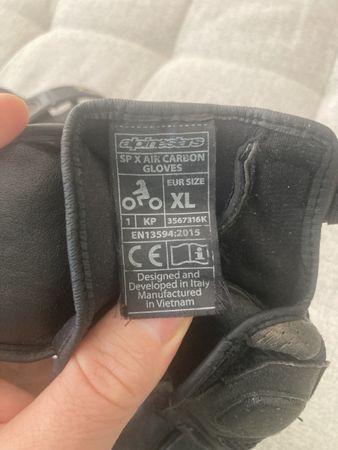 alpinestars
SP X AIR CARBON
GLOVES
EUR SIZE
XL
1 KP 3567316K
EN13594:2015
CE i
Designed and
Developed in Italy
Manufactured
in Vietnam